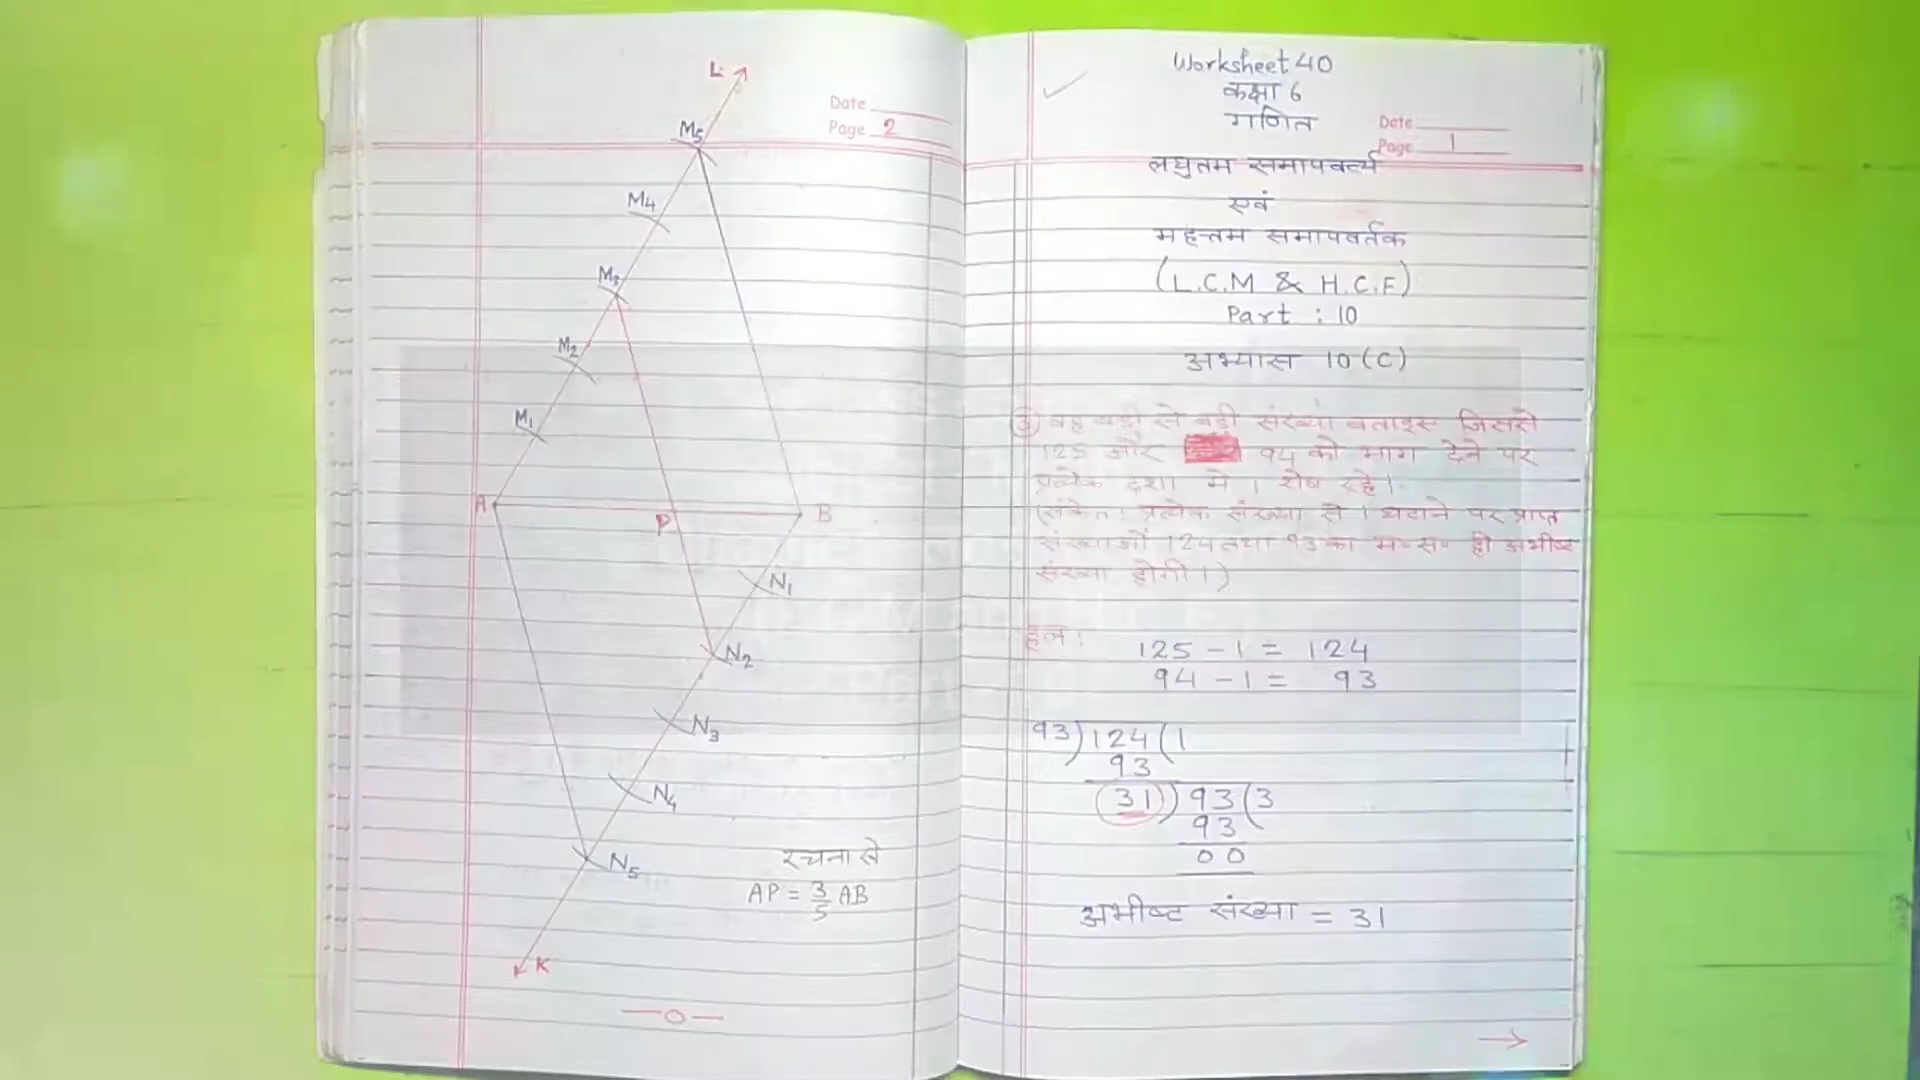 L
Date
Page 2
M5
M4
M3
M2
M1
A
P
B
N1
N2
N3
N4
N5
रचना से
AP = 3/5 AB
K
Worksheet 40
कक्षा 6
गणित
Date
Page 1
लघुतम समापवर्त्य
एवं
महत्तम समापवर्तक
(L.C.M & H.C.F)
Part : 10
अभ्यास 10 (C)
③ वह बड़ी से बड़ी संख्या बताइए जिससे
125 और 94 को भाग देने पर
प्रत्येक दशा में 1 शेष रहे।
(संकेत: प्रत्येक संख्या से 1 घटाने पर प्राप्त
संख्याओं 124 तथा 93 का म॰स॰ ही अभीष्ट
संख्या होगी।)
हल:
125 - 1 = 124
94 - 1 = 93
93)124(1
93
31)93(3
93
00
अभीष्ट संख्या = 31